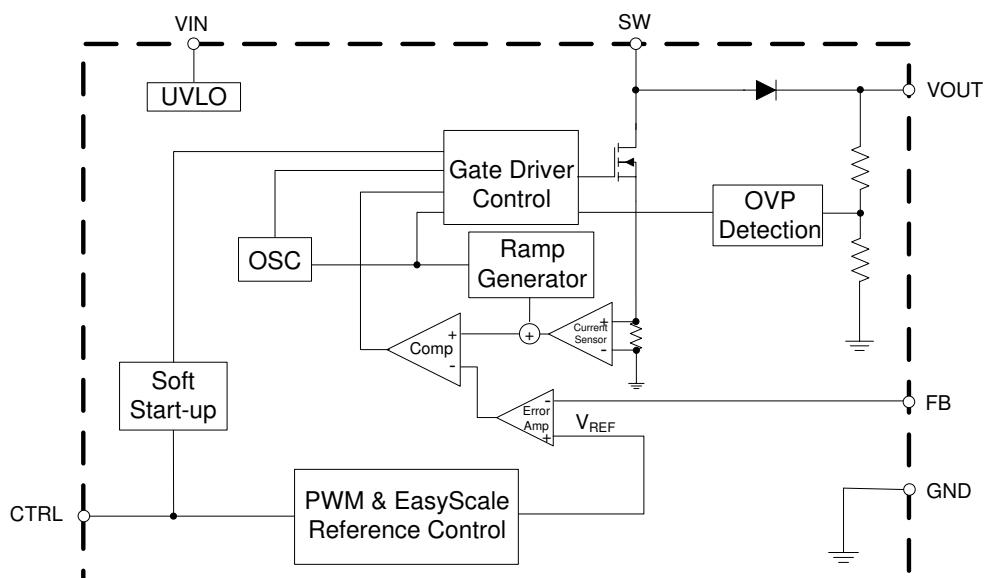 VIN
SW
UVLO
VOUT
Gate Driver
Control
OVP
Detection
OSC
Ramp
Generator
+
Current
Sensor
-
+
+
Comp
-
Soft
Start-up
-
Error
Amp
+
VREF
FB
PWM & EasyScale
Reference Control
CTRL
GND